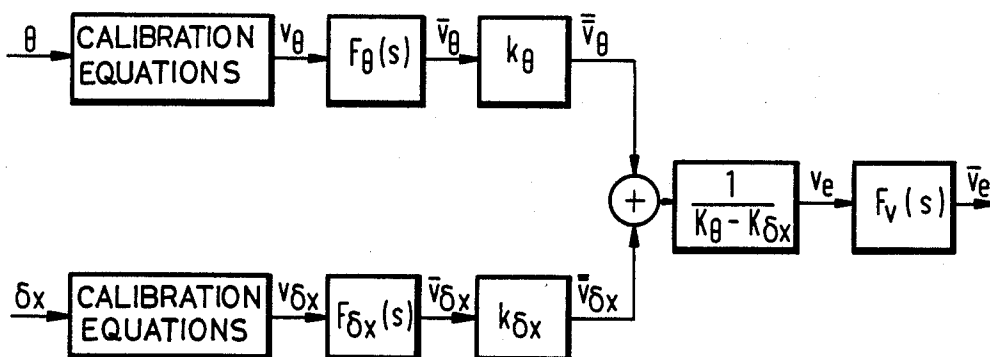 θ
CALIBRATION
EQUATIONS
v_θ
F_θ(s)
v̄_θ
k_θ
v̿_θ
+
1
K_θ - K_δx
v_e
F_v(s)
v̄_e
δx
CALIBRATION
EQUATIONS
v_δx
F_δx(s)
v̄_δx
k_δx
v̿_δx